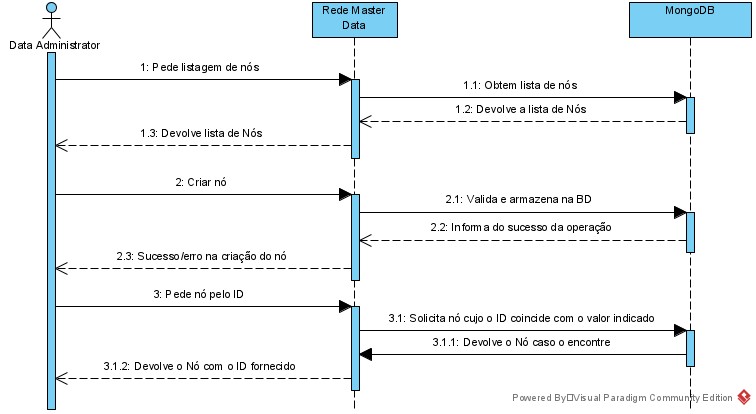 Rede Master
Data
MongoDB
Data Administrator
1: Pede listagem de nós
1.1: Obtem lista de nós
1.2: Devolve a lista de Nós
1.3: Devolve lista de Nós
2: Criar nó
2.1: Valida e armazena na BD
2.2: Informa do sucesso da operação
2.3: Sucesso/erro na criação do nó
3: Pede nó pelo ID
3.1: Solicita nó cujo o ID coincide com o valor indicado
3.1.1: Devolve o Nó caso o encontre
3.1.2: Devolve o Nó com o ID fornecido
Powered By□Visual Paradigm Community Edition